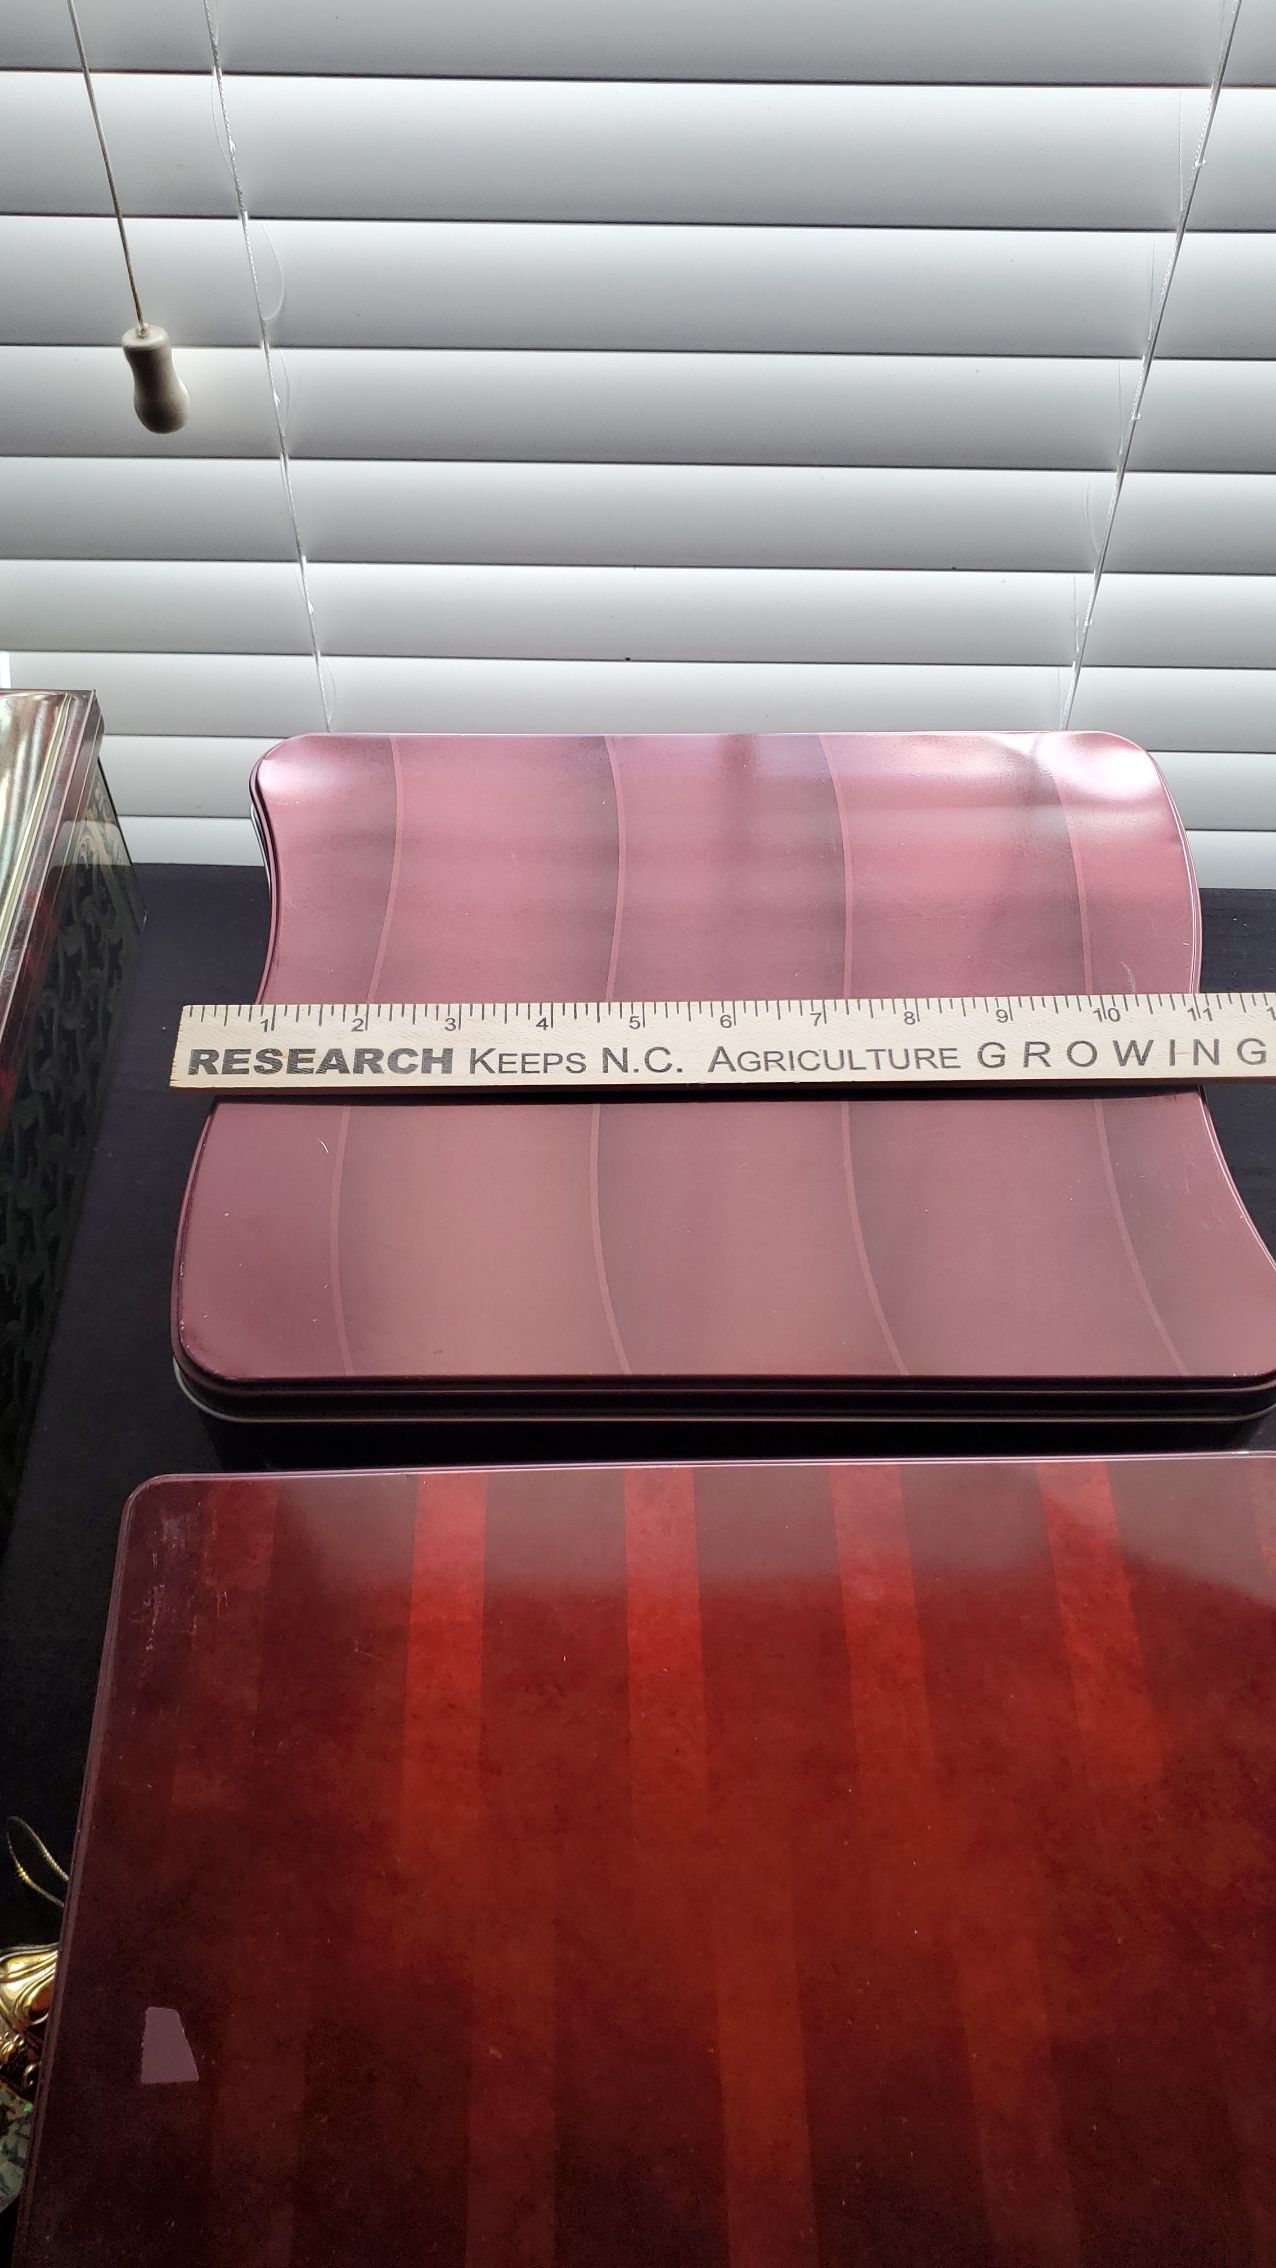 1 2 3 4 5 6 7 8 9 10 11
RESEARCH KEEPS N.C. AGRICULTURE GROWING